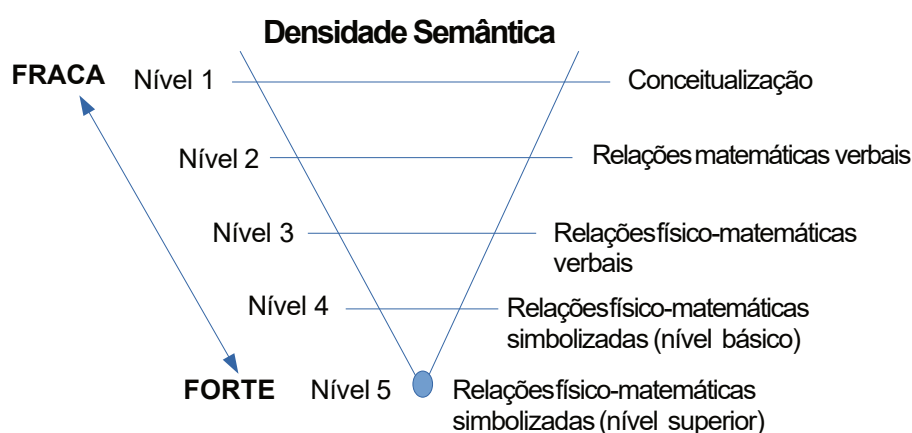 Densidade Semântica
FRACA Nível 1 Conceitualização
Nível 2 Relações matemáticas verbais
Nível 3 Relações físico-matemáticas
verbais
Nível 4 Relações físico-matemáticas
simbolizadas (nível básico)
FORTE Nível 5 Relações físico-matemáticas
simbolizadas (nível superior)